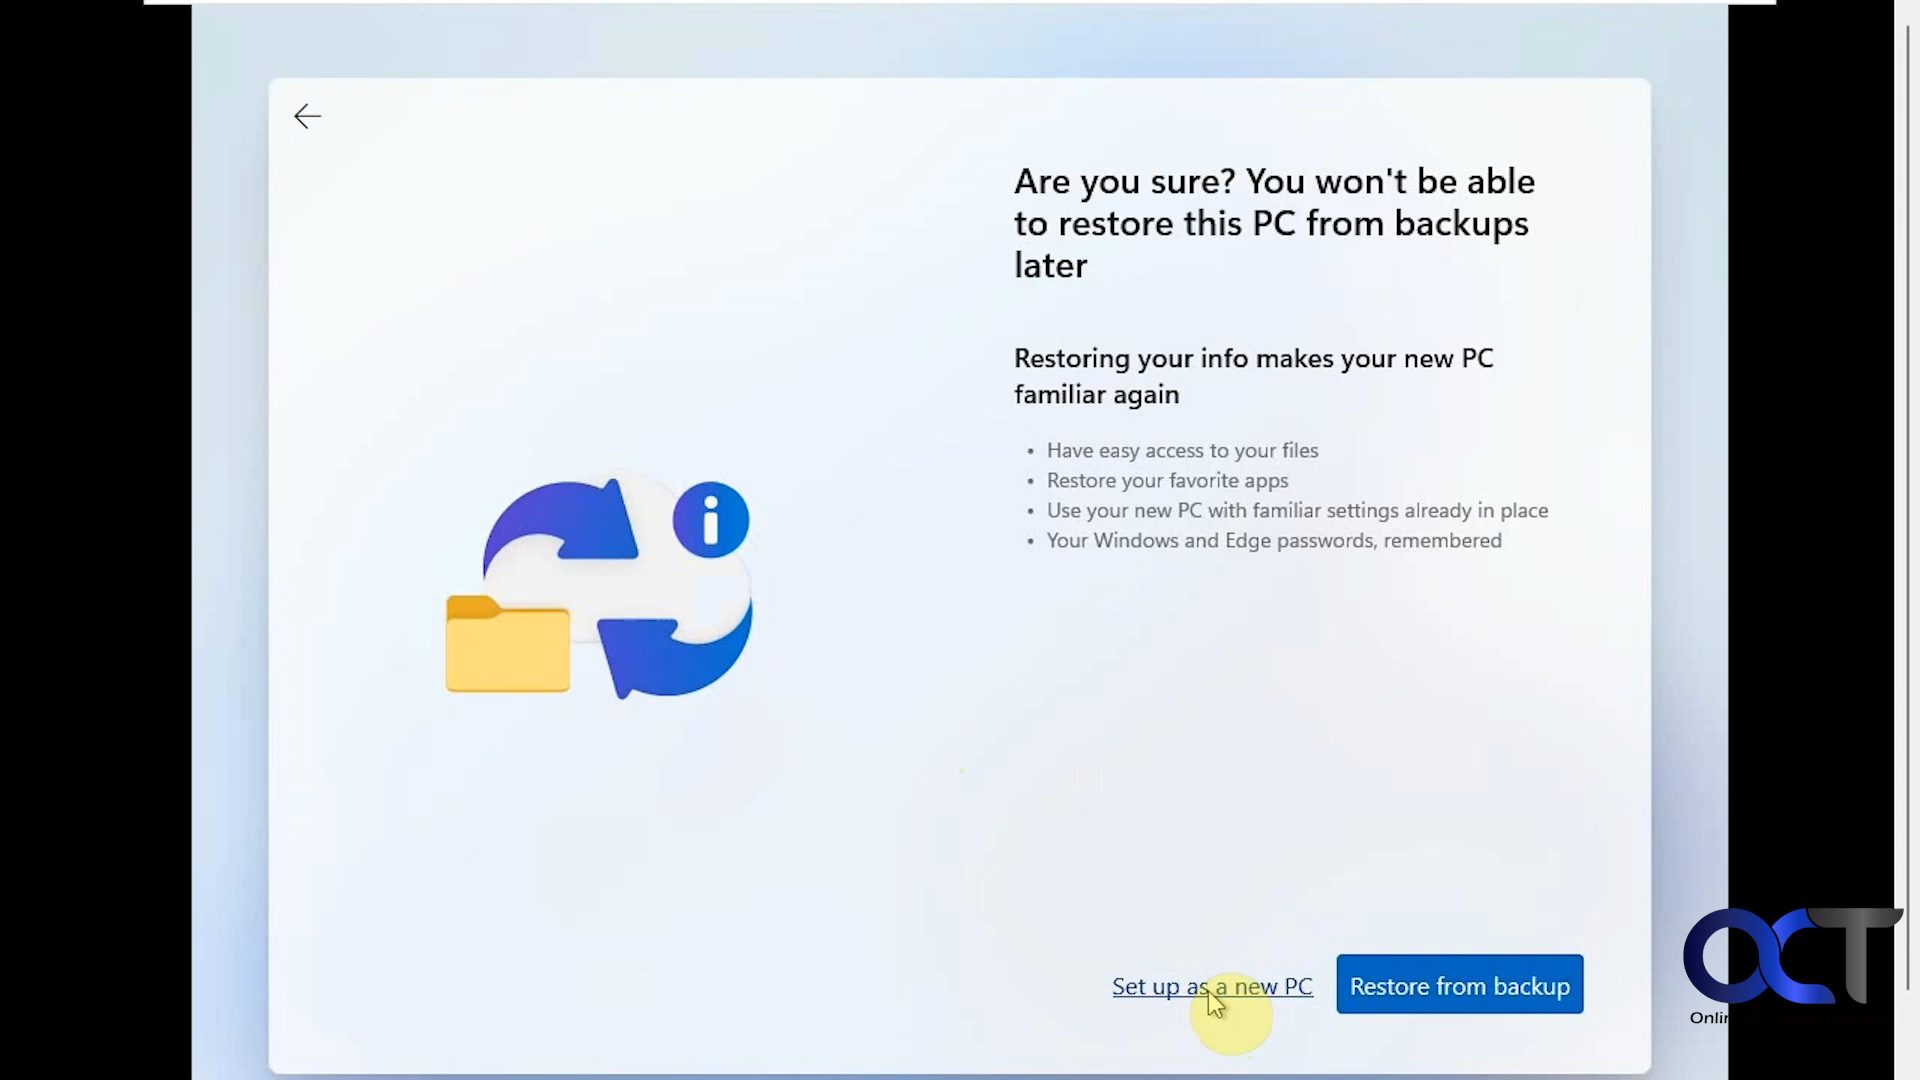 Are you sure? You won't be able
to restore this PC from backups
later
Restoring your info makes your new PC
familiar again
• Have easy access to your files
• Restore your favorite apps
• Use your new PC with familiar settings already in place
• Your Windows and Edge passwords, remembered
Set up as a new PC
Restore from backup
OCT